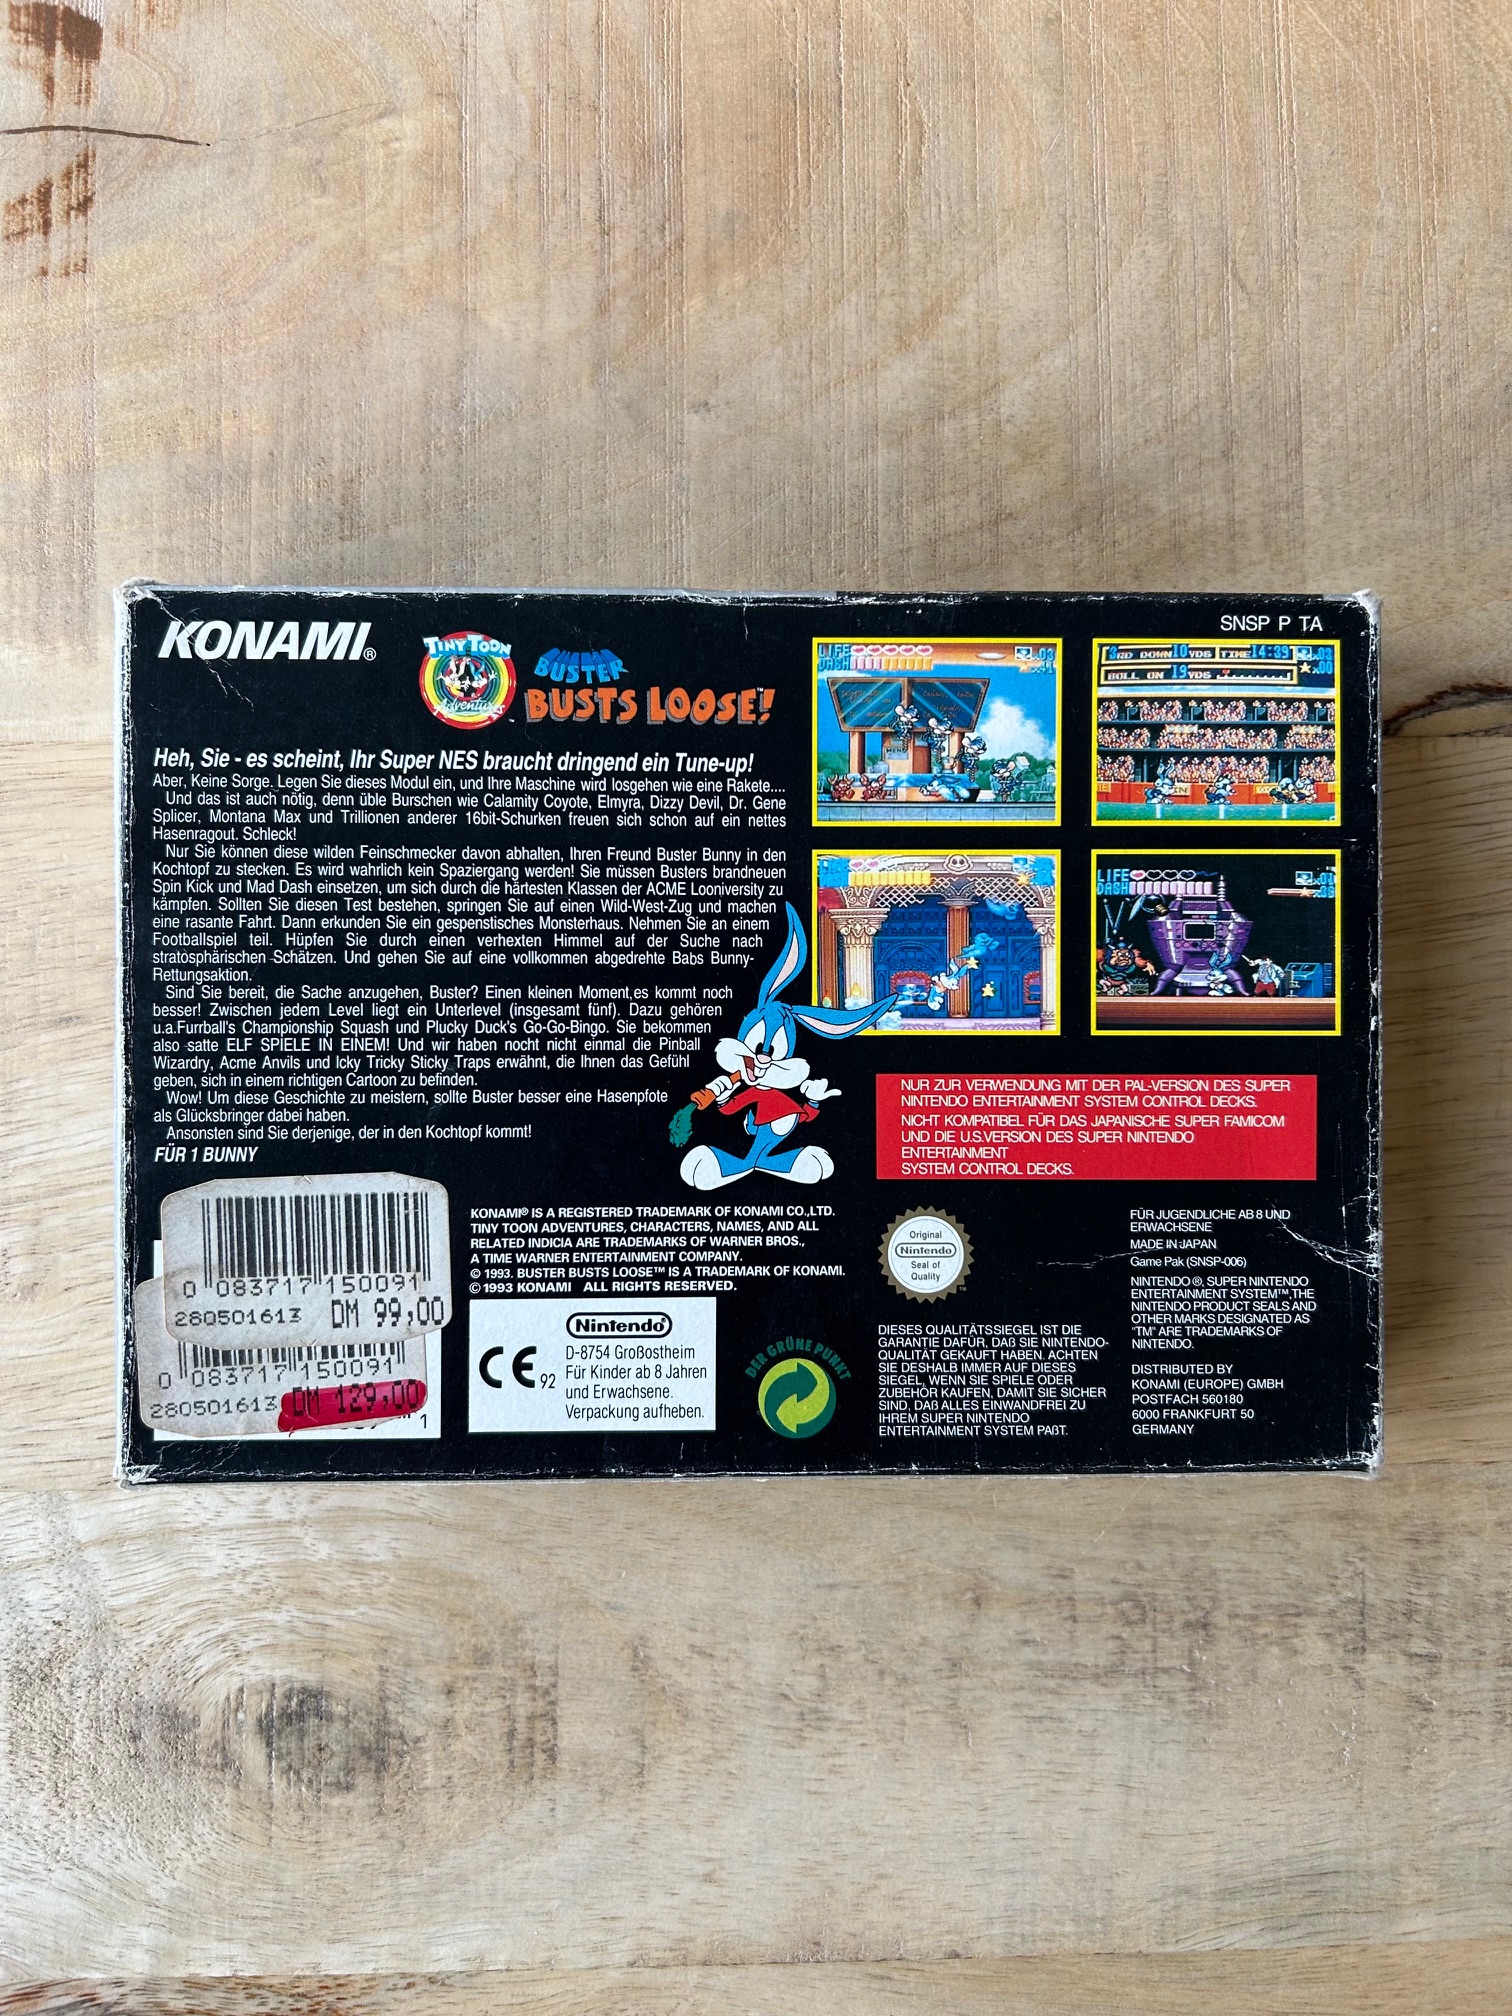 KONAMI®
SNSP P TA
TINY TOON
Adventures
™
BUSTER
BUSTS LOOSE!™
LIFE
DASH
3RD DOWN 10 YDS TIME 14:39
BALL ON 19 YDS
LIFE
DASH
Heh, Sie - es scheint, Ihr Super NES braucht dringend ein Tune-up!
Aber, Keine Sorge. Legen Sie dieses Modul ein, und Ihre Maschine wird losgehen wie eine Rakete....
Und das ist auch nötig, denn üble Burschen wie Calamity Coyote, Elmyra, Dizzy Devil, Dr. Gene
Splicer, Montana Max und Trillionen anderer 16bit-Schurken freuen sich schon auf ein nettes
Hasenragout. Schleck!
Nur Sie können diese wilden Feinschmecker davon abhalten, Ihren Freund Buster Bunny in den
Kochtopf zu stecken. Es wird wahrlich kein Spaziergang werden! Sie müssen Busters brandneuen
Spin Kick und Mad Dash einsetzen, um sich durch die härtesten Klassen der ACME Looniversity zu
kämpfen. Sollten Sie diesen Test bestehen, springen Sie auf einen Wild-West-Zug und machen
eine rasante Fahrt. Dann erkunden Sie ein gespenstisches Monsterhaus. Nehmen Sie an einem
Footballspiel teil. Hüpfen Sie durch einen verhexten Himmel auf der Suche nach
stratosphärischen Schätzen. Und gehen Sie auf eine vollkommen abgedrehte Babs Bunny-
Rettungsaktion.
Sind Sie bereit, die Sache anzugehen, Buster? Einen kleinen Moment,es kommt noch
besser! Zwischen jedem Level liegt ein Unterlevel (insgesamt fünf). Dazu gehören
u.a.Furrball's Championship Squash und Plucky Duck's Go-Go-Bingo. Sie bekommen
also satte ELF SPIELE IN EINEM! Und wir haben nocht nicht einmal die Pinball
Wizardry, Acme Anvils und Icky Tricky Sticky Traps erwähnt, die Ihnen das Gefühl
geben, sich in einem richtigen Cartoon zu befinden.
Wow! Um diese Geschichte zu meistern, sollte Buster besser eine Hasenpfote
als Glücksbringer dabei haben.
Ansonsten sind Sie derjenige, der in den Kochtopf kommt!
FÜR 1 BUNNY
NUR ZUR VERWENDUNG MIT DER PAL-VERSION DES SUPER
NINTENDO ENTERTAINMENT SYSTEM CONTROL DECKS.
NICHT KOMPATIBEL FÜR DAS JAPANISCHE SUPER FAMICOM
UND DIE U.S.VERSION DES SUPER NINTENDO
ENTERTAINMENT
SYSTEM CONTROL DECKS.
0 083717 150091
280501613 DM 99,00
0 083717 150091
280501613 DM 129,00
1
KONAMI® IS A REGISTERED TRADEMARK OF KONAMI CO.,LTD.
TINY TOON ADVENTURES, CHARACTERS, NAMES, AND ALL
RELATED INDICIA ARE TRADEMARKS OF WARNER BROS.,
A TIME WARNER ENTERTAINMENT COMPANY.
© 1993. BUSTER BUSTS LOOSE™ IS A TRADEMARK OF KONAMI.
© 1993 KONAMI ALL RIGHTS RESERVED.
CE 92
Nintendo®
D-8754 Großostheim
Für Kinder ab 8 Jahren
und Erwachsene.
Verpackung aufheben.
DER GRÜNE PUNKT
Original
Nintendo
Seal of
Quality
™
DIESES QUALITÄTSSIEGEL IST DIE
GARANTIE DAFÜR, DAß SIE NINTENDO-
QUALITÄT GEKAUFT HABEN. ACHTEN
SIE DESHALB IMMER AUF DIESES
SIEGEL, WENN SIE SPIELE ODER
ZUBEHÖR KAUFEN, DAMIT SIE SICHER
SIND, DAß ALLES EINWANDFREI ZU
IHREM SUPER NINTENDO
ENTERTAINMENT SYSTEM PAßT.
FÜR JUGENDLICHE AB 8 UND
ERWACHSENE
MADE IN JAPAN
Game Pak (SNSP-006)
NINTENDO ®, SUPER NINTENDO
ENTERTAINMENT SYSTEM™,THE
NINTENDO PRODUCT SEALS AND
OTHER MARKS DESIGNATED AS
"TM" ARE TRADEMARKS OF
NINTENDO.
DISTRIBUTED BY
KONAMI (EUROPE) GMBH
POSTFACH 560180
6000 FRANKFURT 50
GERMANY